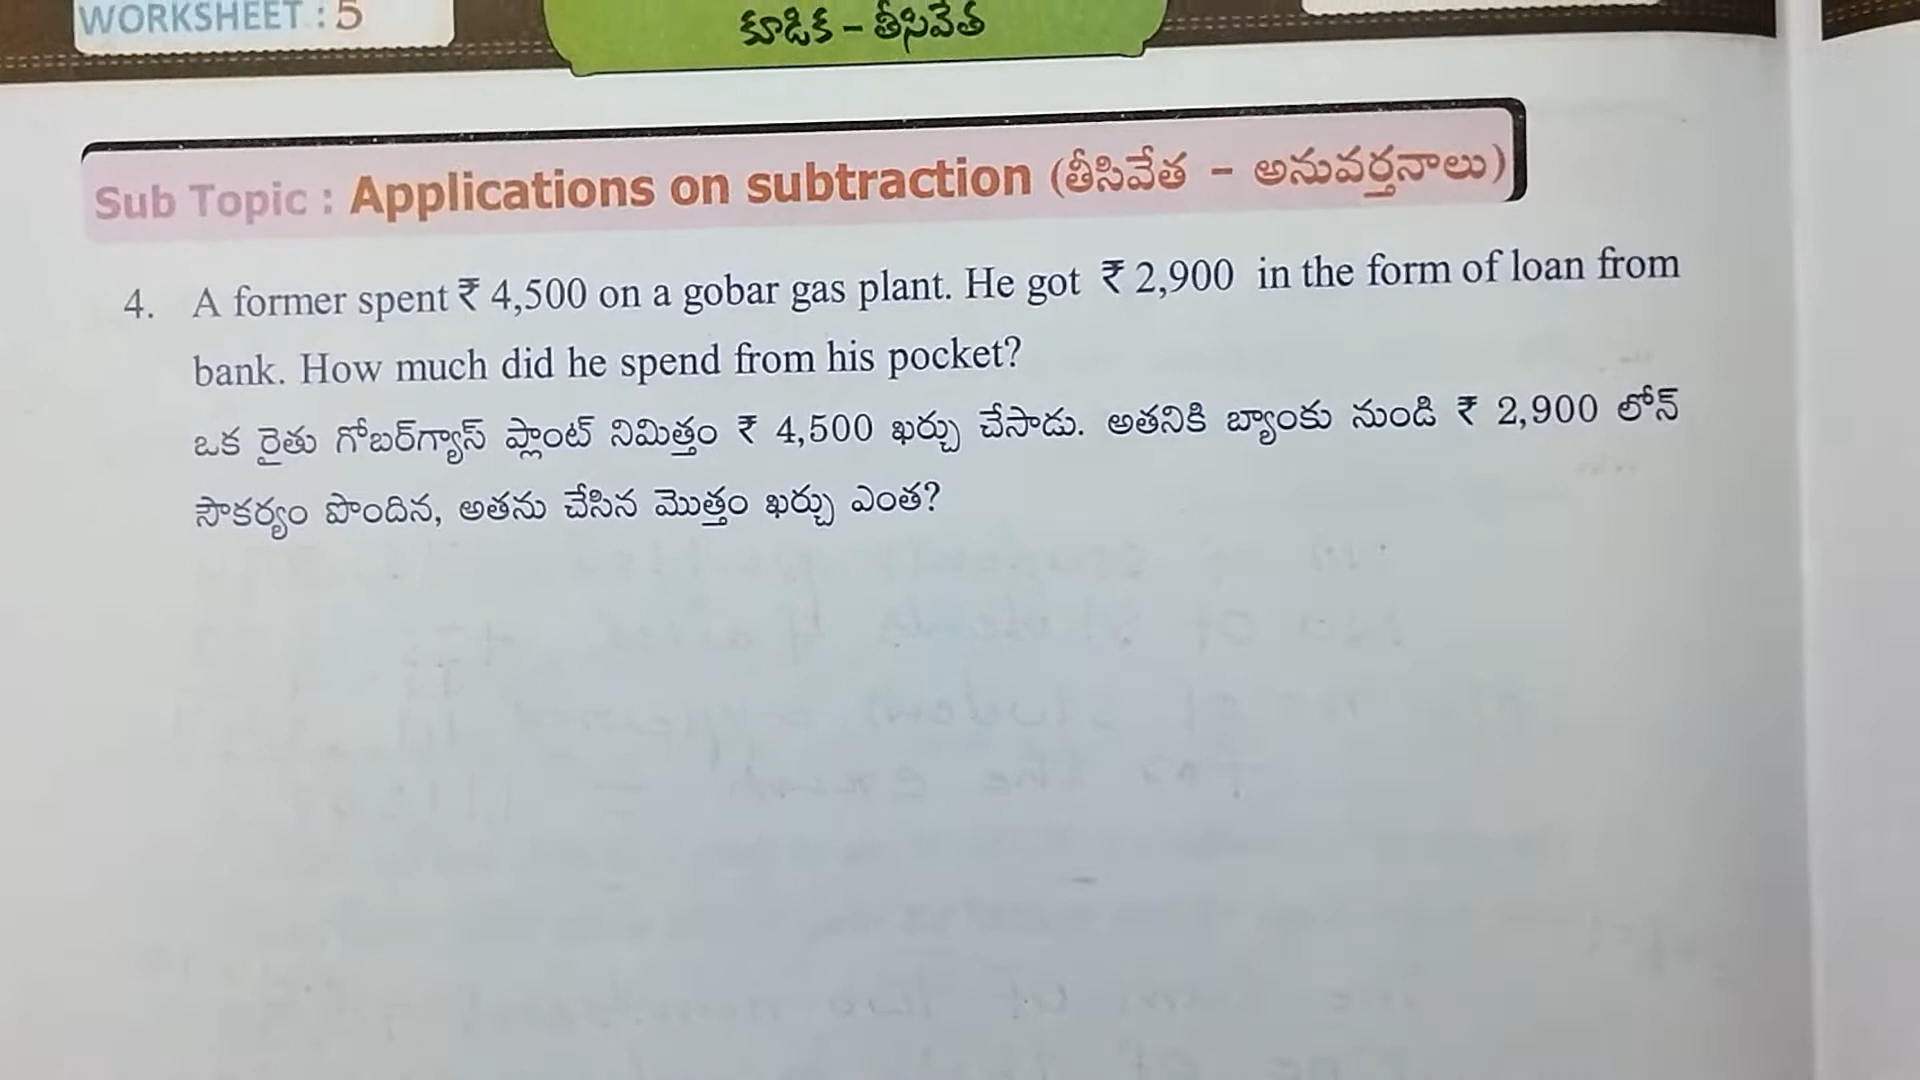 WORKSHEET : 5
కూడిక – తీసివేత
Sub Topic : Applications on subtraction (తీసివేత – అనువర్తనాలు)
4. A former spent ₹ 4,500 on a gobar gas plant. He got ₹ 2,900 in the form of loan from
bank. How much did he spend from his pocket?
ఒక రైతు గోబర్‌గ్యాస్ ప్లాంట్ నిమిత్తం ₹ 4,500 ఖర్చు చేసాడు. అతనికి బ్యాంకు నుండి ₹ 2,900 లోన్
సౌకర్యం పొందిన, అతను చేసిన మొత్తం ఖర్చు ఎంత?